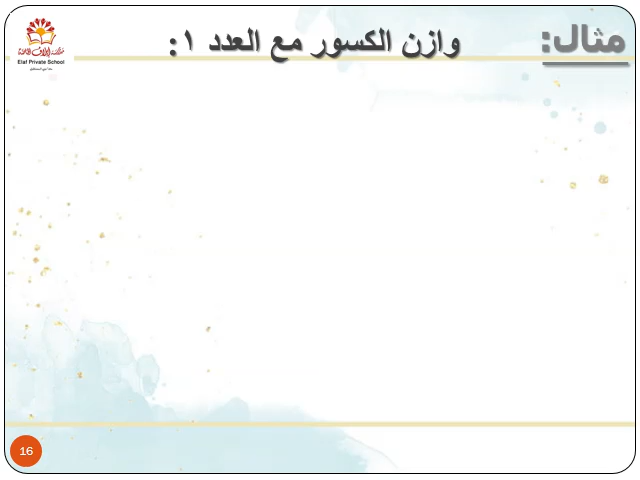 مثال:
وازن الكسور مع العدد ١ :
Elaf Private School
16